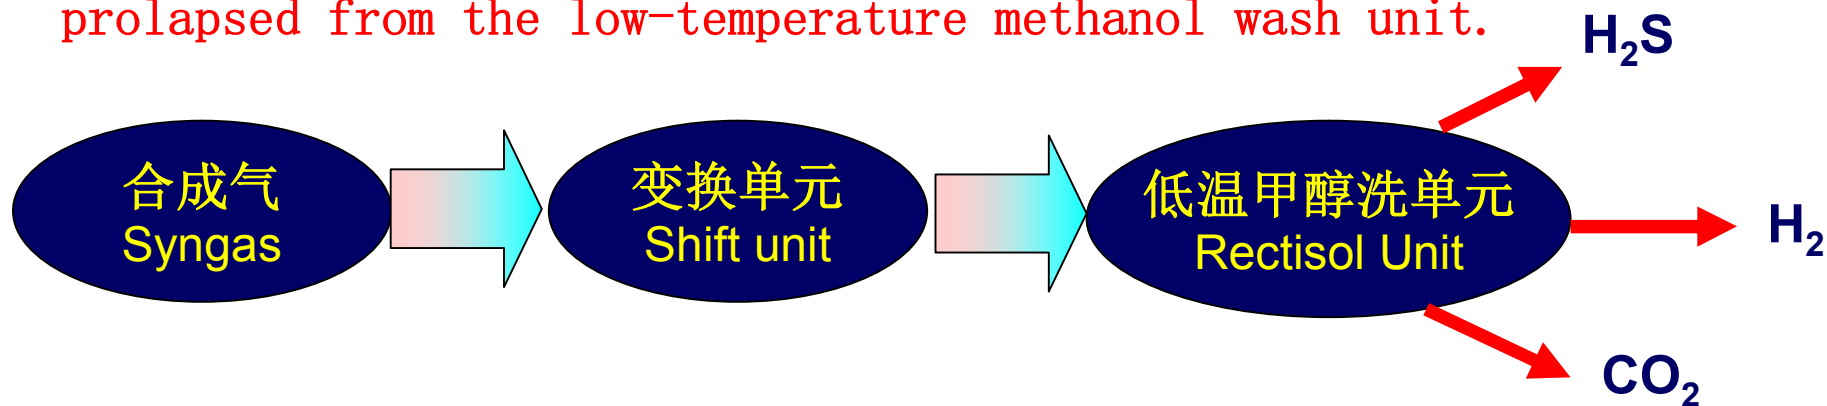 prolapsed from the low-temperature methanol wash unit.
合成气
Syngas
变换单元
Shift unit
低温甲醇洗单元
Rectisol Unit
H₂S
H₂
CO₂